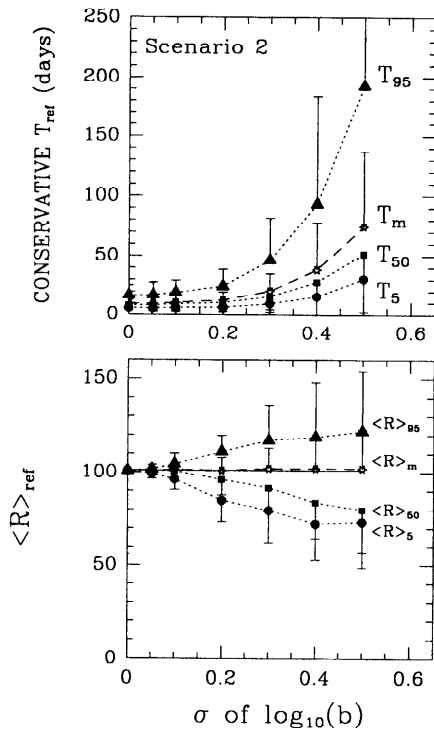 250
200
150
100
50
0
CONSERVATIVE T_ref (days)
Scenario 2
T_95
T_m
T_50
T_5
0
0.2
0.4
0.6
150
100
50
0
<R>_ref
<R>_95
<R>_m
<R>_50
<R>_5
0
0.2
0.4
0.6
σ of log_10(b)